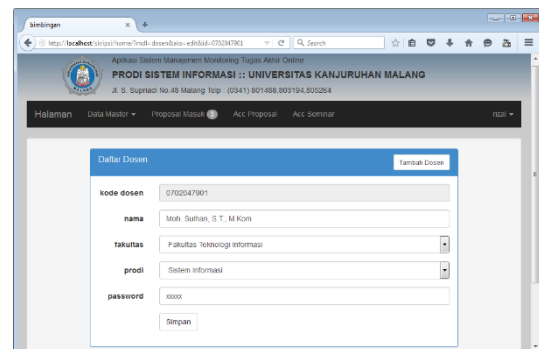 bimbingan
http://localhost/skripsi/home/?mdl=dosen&aksi=edit&id=0702047901
Search
Aplikasi Sistem Manajemen Monitoring Tugas Akhir Online
PRODI SISTEM INFORMASI :: UNIVERSITAS KANJURUHAN MALANG
Jl. S. Supriadi No.48 Malang Telp : (0341) 801488,803194,805264
Halaman Data Master Proposal Masuk Acc Proposal Acc Seminar rizal
Daftar Dosen Tambah Dosen
kode dosen 0702047901
nama Moh. Sulhan, S.T., M.Kom
fakultas Fakultas Teknologi Informasi
prodi Sistem Informasi
password xxxxx
Simpan